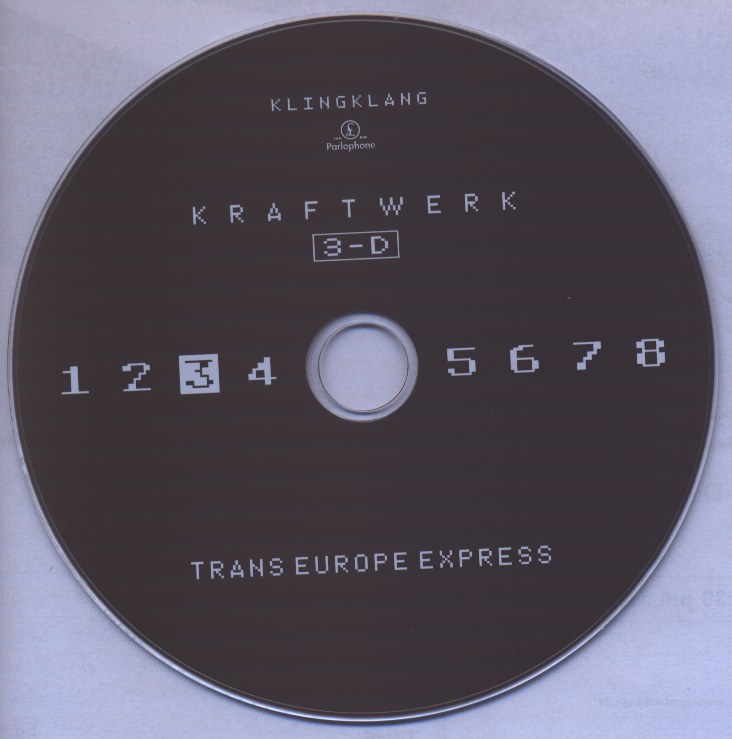 KLINGKLANG
£
Parlophone
KRAFTWERK
3-D
1 2 3 4 5 6 7 8
TRANS EUROPE EXPRESS